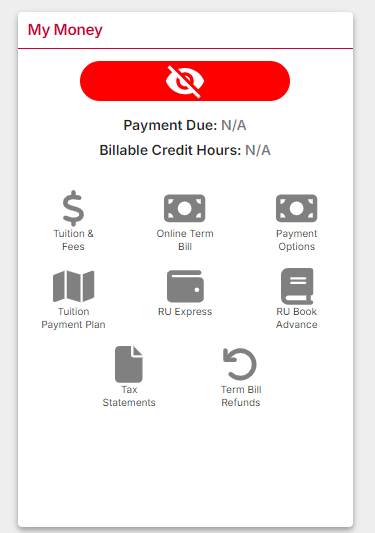 My Money
Payment Due: N/A
Billable Credit Hours: N/A
Tuition &
Fees
Online Term
Bill
Payment
Options
Tuition
Payment Plan
RU Express
RU Book
Advance
Tax
Statements
Term Bill
Refunds